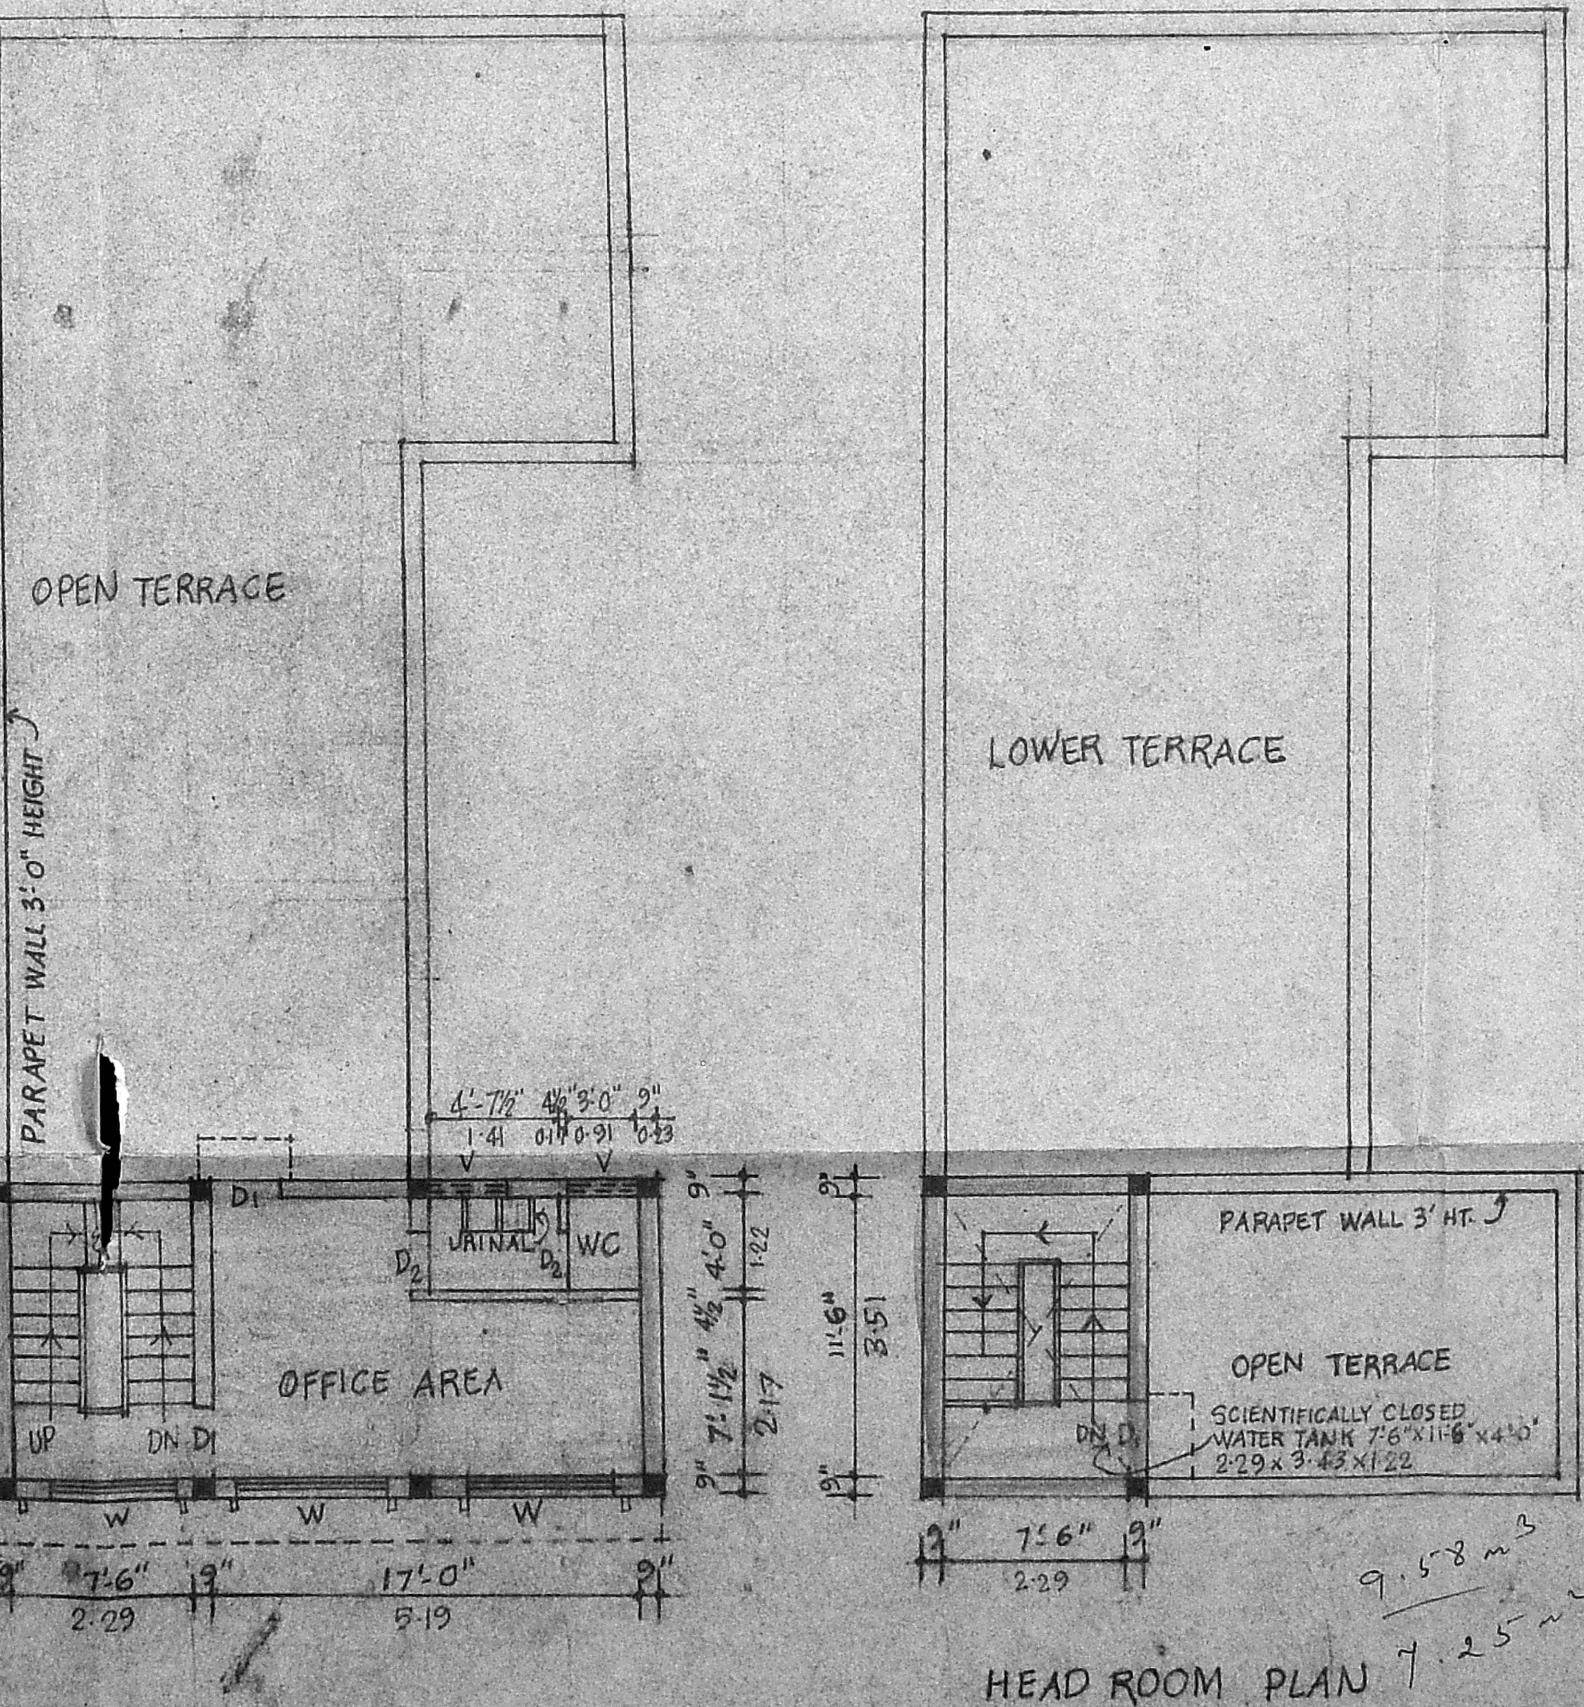 OPEN TERRACE
PARAPET WALL 3'-0" HEIGHT
4'-7½" 4½" 3'-0" 9"
1.41 0.11 0.91 0.23
V V
D1
URINAL
WC
D2 D2
OFFICE AREA
UP
DN D1
W W W
9" 7'-6" 9" 17'-0" 9"
2.29 5.19
9" 4'-0" 4½" 7'-1½" 9"
1.22 2.17
LOWER TERRACE
9" 11'-6" 9"
3.51
PARAPET WALL 3' HT.
OPEN TERRACE
SCIENTIFICALLY CLOSED
WATER TANK 7'-6"X11'-6"X4'-0"
2.29 X 3.43 X 1.22
DN D1
9" 7'-6" 9"
2.29
9.58 m³
7.25 m²
HEAD ROOM PLAN